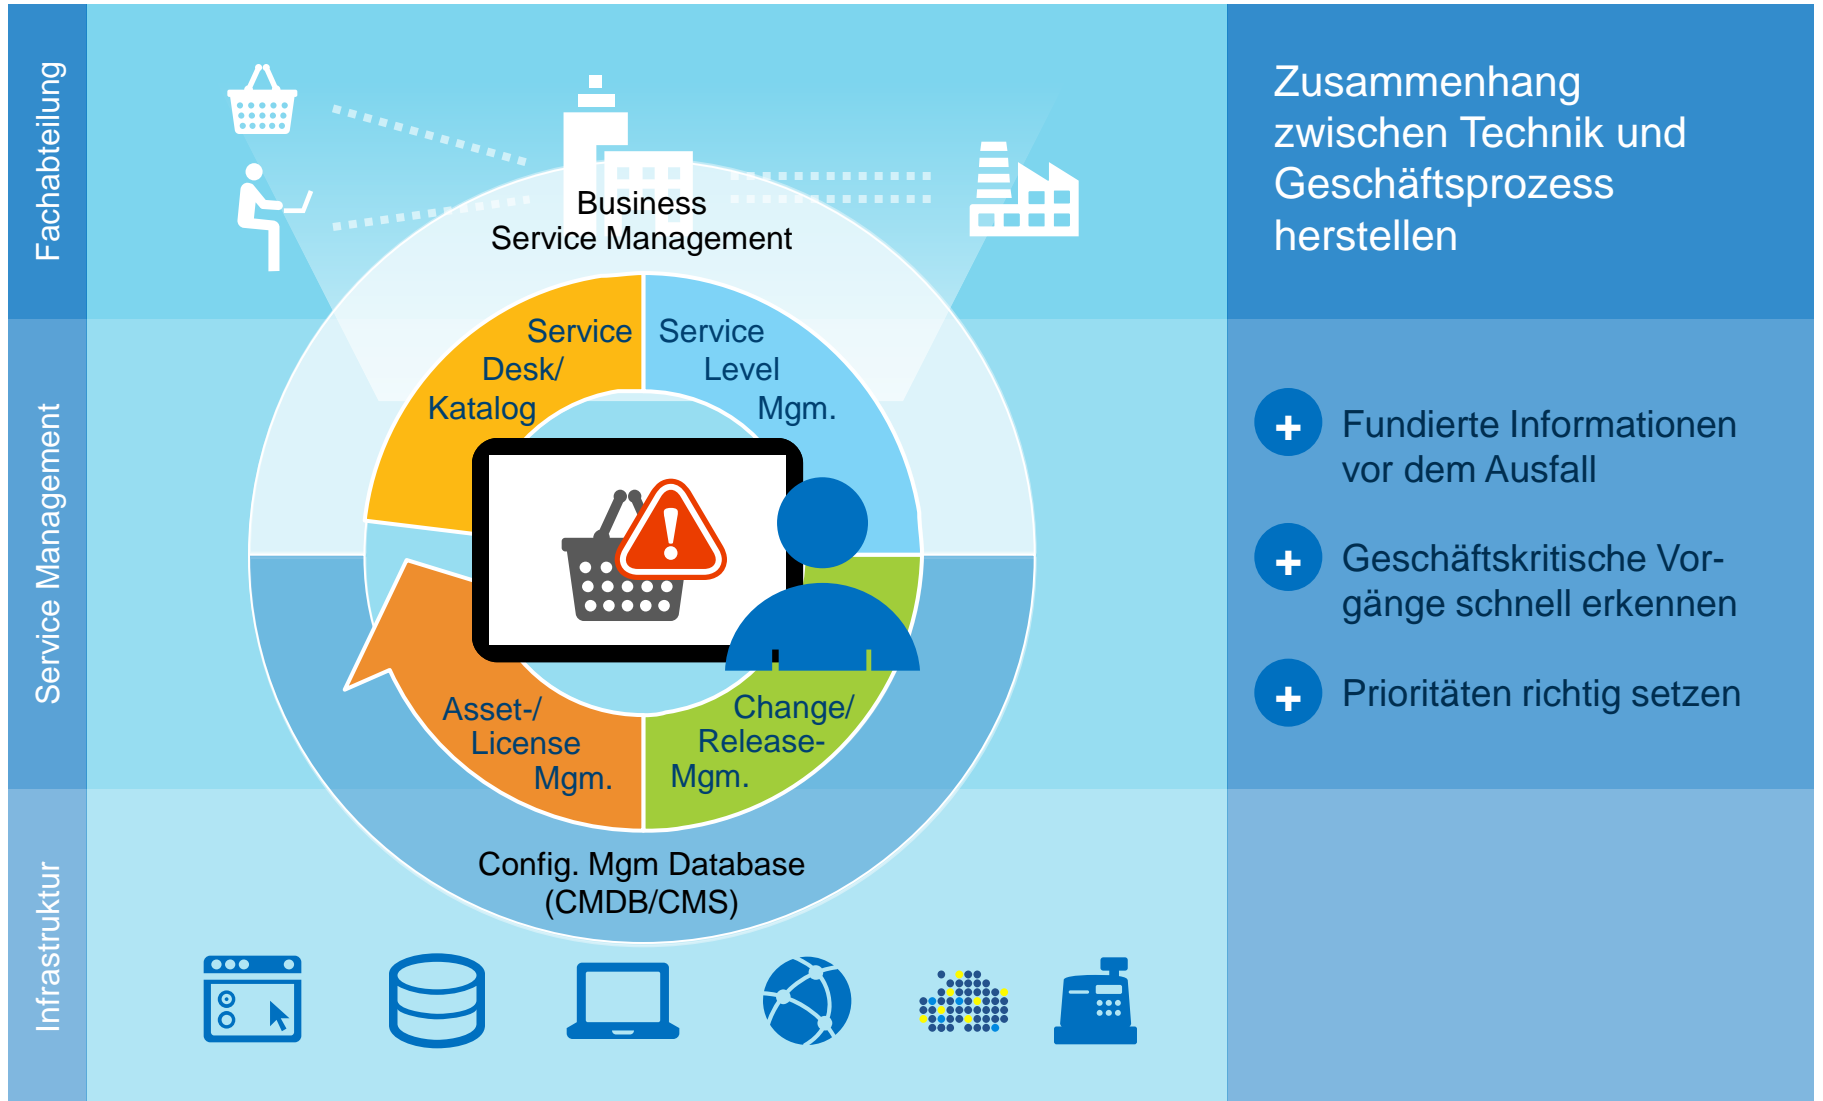 Fachabteilung
Service Management
Infrastruktur
Business
Service Management
Service
Desk/
Katalog
Service
Level
Mgm.
Asset-/
License
Mgm.
Change/
Release-
Mgm.
Config. Mgm Database
(CMDB/CMS)
Zusammenhang
zwischen Technik und
Geschäftsprozess
herstellen
+ Fundierte Informationen
vor dem Ausfall
+ Geschäftskritische Vor-
gänge schnell erkennen
+ Prioritäten richtig setzen